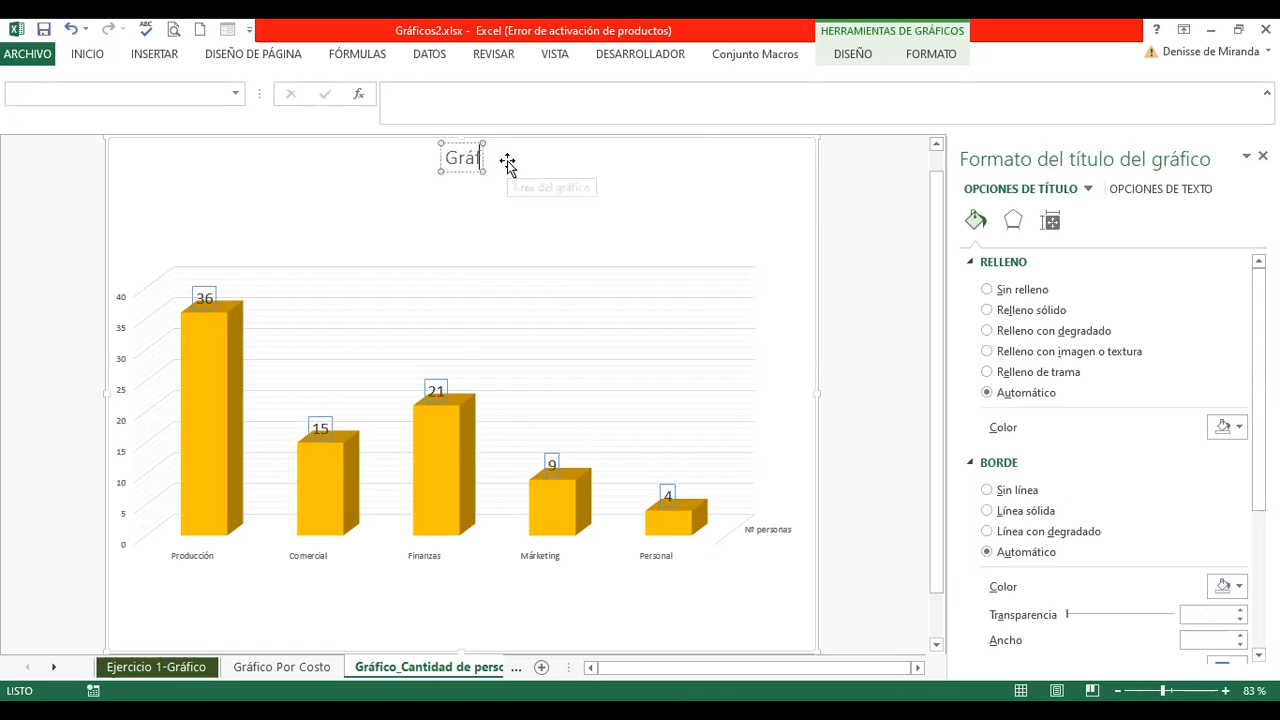 Gráficos2.xlsx - Excel (Error de activación de productos)
HERRAMIENTAS DE GRÁFICOS
ARCHIVO INICIO INSERTAR DISEÑO DE PÁGINA FÓRMULAS DATOS REVISAR VISTA DESARROLLADOR Conjunto Macros DISEÑO FORMATO Denisse de Miranda
Gráf
Área del gráfico
Formato del título del gráfico
OPCIONES DE TÍTULO OPCIONES DE TEXTO
RELLENO
Sin relleno
Relleno sólido
Relleno con degradado
Relleno con imagen o textura
Relleno de trama
Automático
Color
BORDE
Sin línea
Línea sólida
Línea con degradado
Automático
Color
Transparencia
Ancho
40
35
30
25
20
15
10
5
0
36
15
21
9
4
Nº personas
Producción Comercial Finanzas Márketing Personal
Ejercicio 1-Gráfico Gráfico Por Costo Gráfico_Cantidad de perso ...
LISTO 83 %